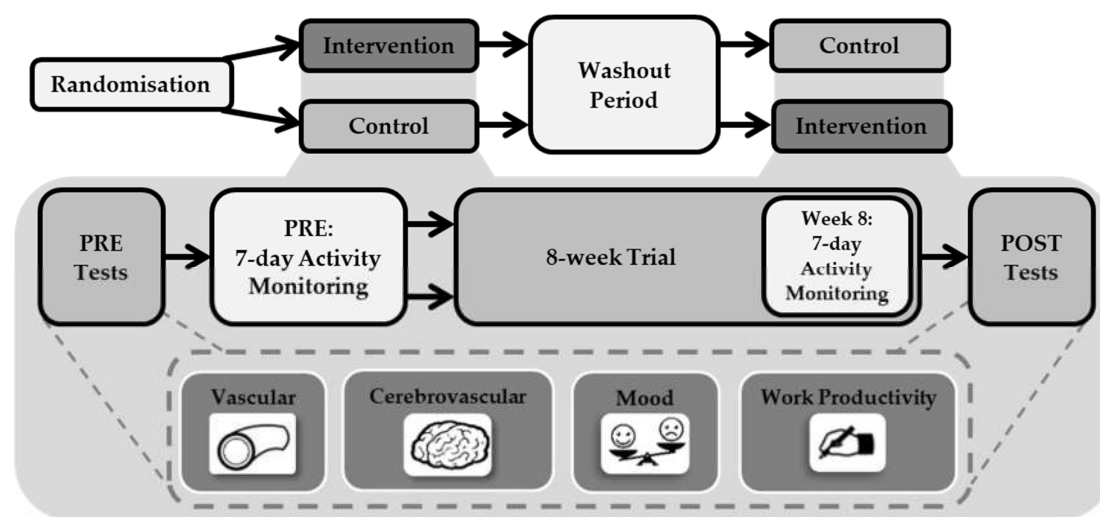 Intervention
Control
Randomisation
Washout
Period
Control
Intervention
PRE
Tests
PRE:
7-day Activity
Monitoring
8-week Trial
Week 8:
7-day
Activity
Monitoring
POST
Tests
Vascular
Cerebrovascular
Mood
Work Productivity